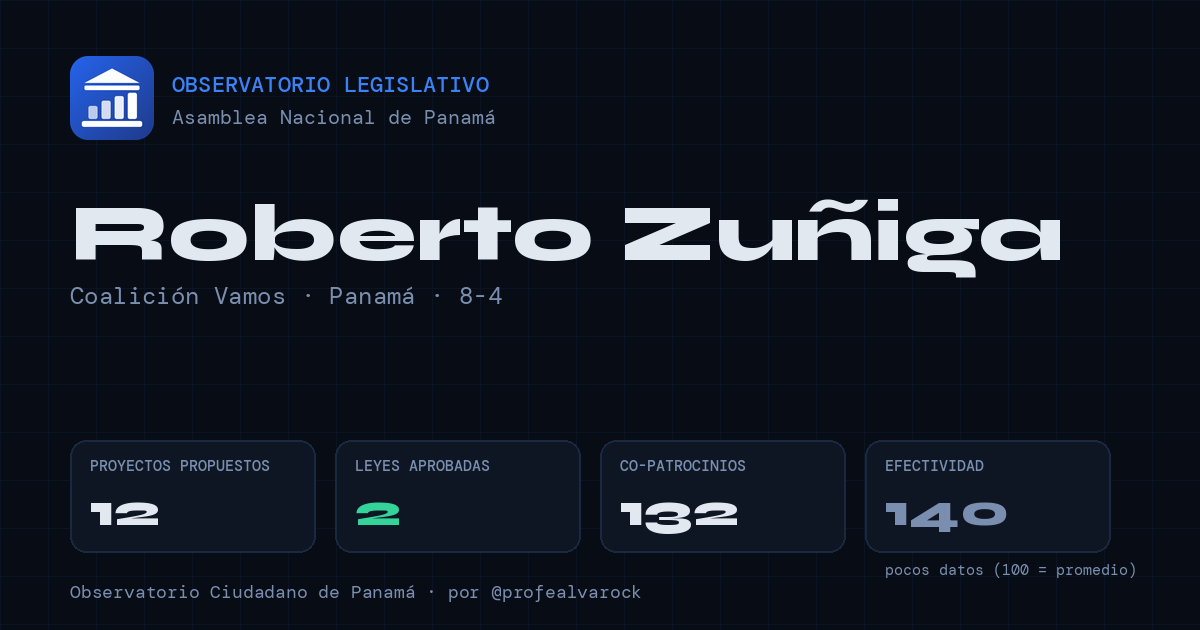 OBSERVATORIO LEGISLATIVO
Asamblea Nacional de Panamá
Roberto Zuñiga
Coalición Vamos · Panamá · 8-4
PROYECTOS PROPUESTOS
12
LEYES APROBADAS
2
CO-PATROCINIOS
132
EFECTIVIDAD
140
pocos datos (100 = promedio)
Observatorio Ciudadano de Panamá · por @profealvarock